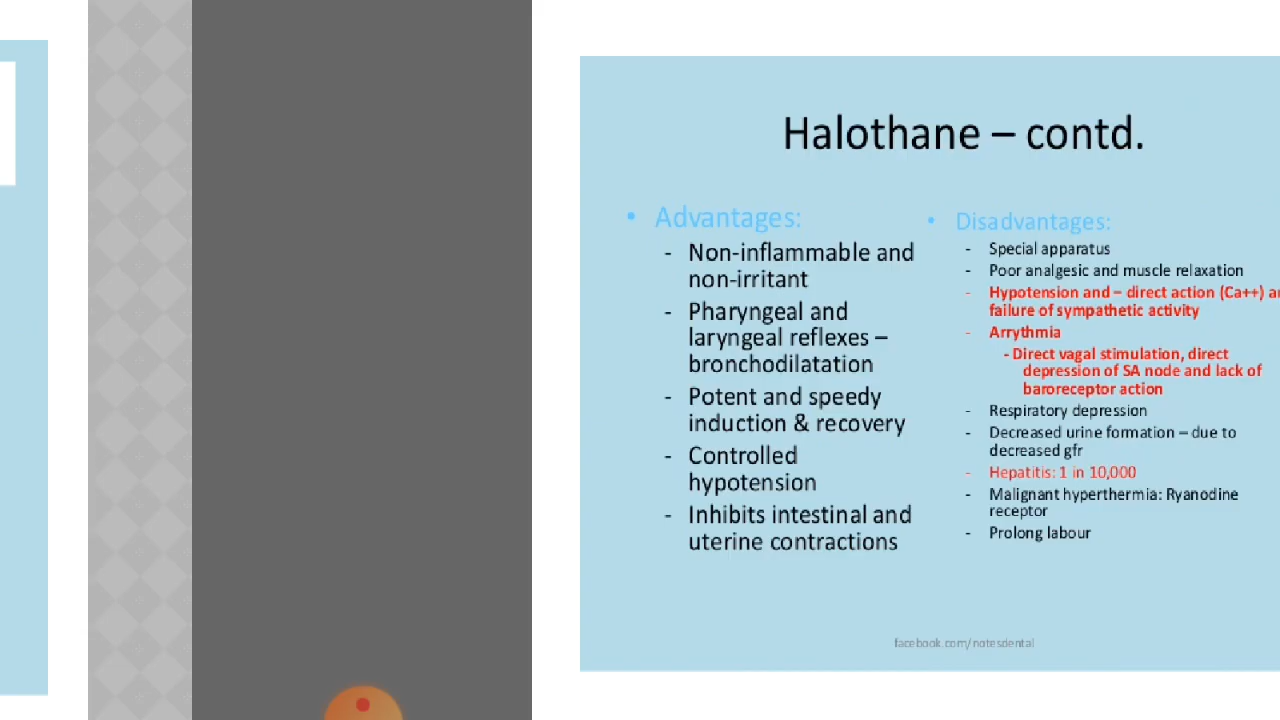 Halothane – contd.
• Advantages:
- Non-inflammable and
non-irritant
- Pharyngeal and
laryngeal reflexes –
bronchodilatation
- Potent and speedy
induction & recovery
- Controlled
hypotension
- Inhibits intestinal and
uterine contractions
• Disadvantages:
- Special apparatus
- Poor analgesic and muscle relaxation
- Hypotension and – direct action (Ca++)
failure of sympathetic activity
- Arrythmia
- Direct vagal stimulation, direct
depression of SA node and lack of
baroreceptor action
- Respiratory depression
- Decreased urine formation – due to
decreased gfr
- Hepatitis: 1 in 10,000
- Malignant hyperthermia: Ryanodine
receptor
- Prolong labour
facebook.com/notesdental